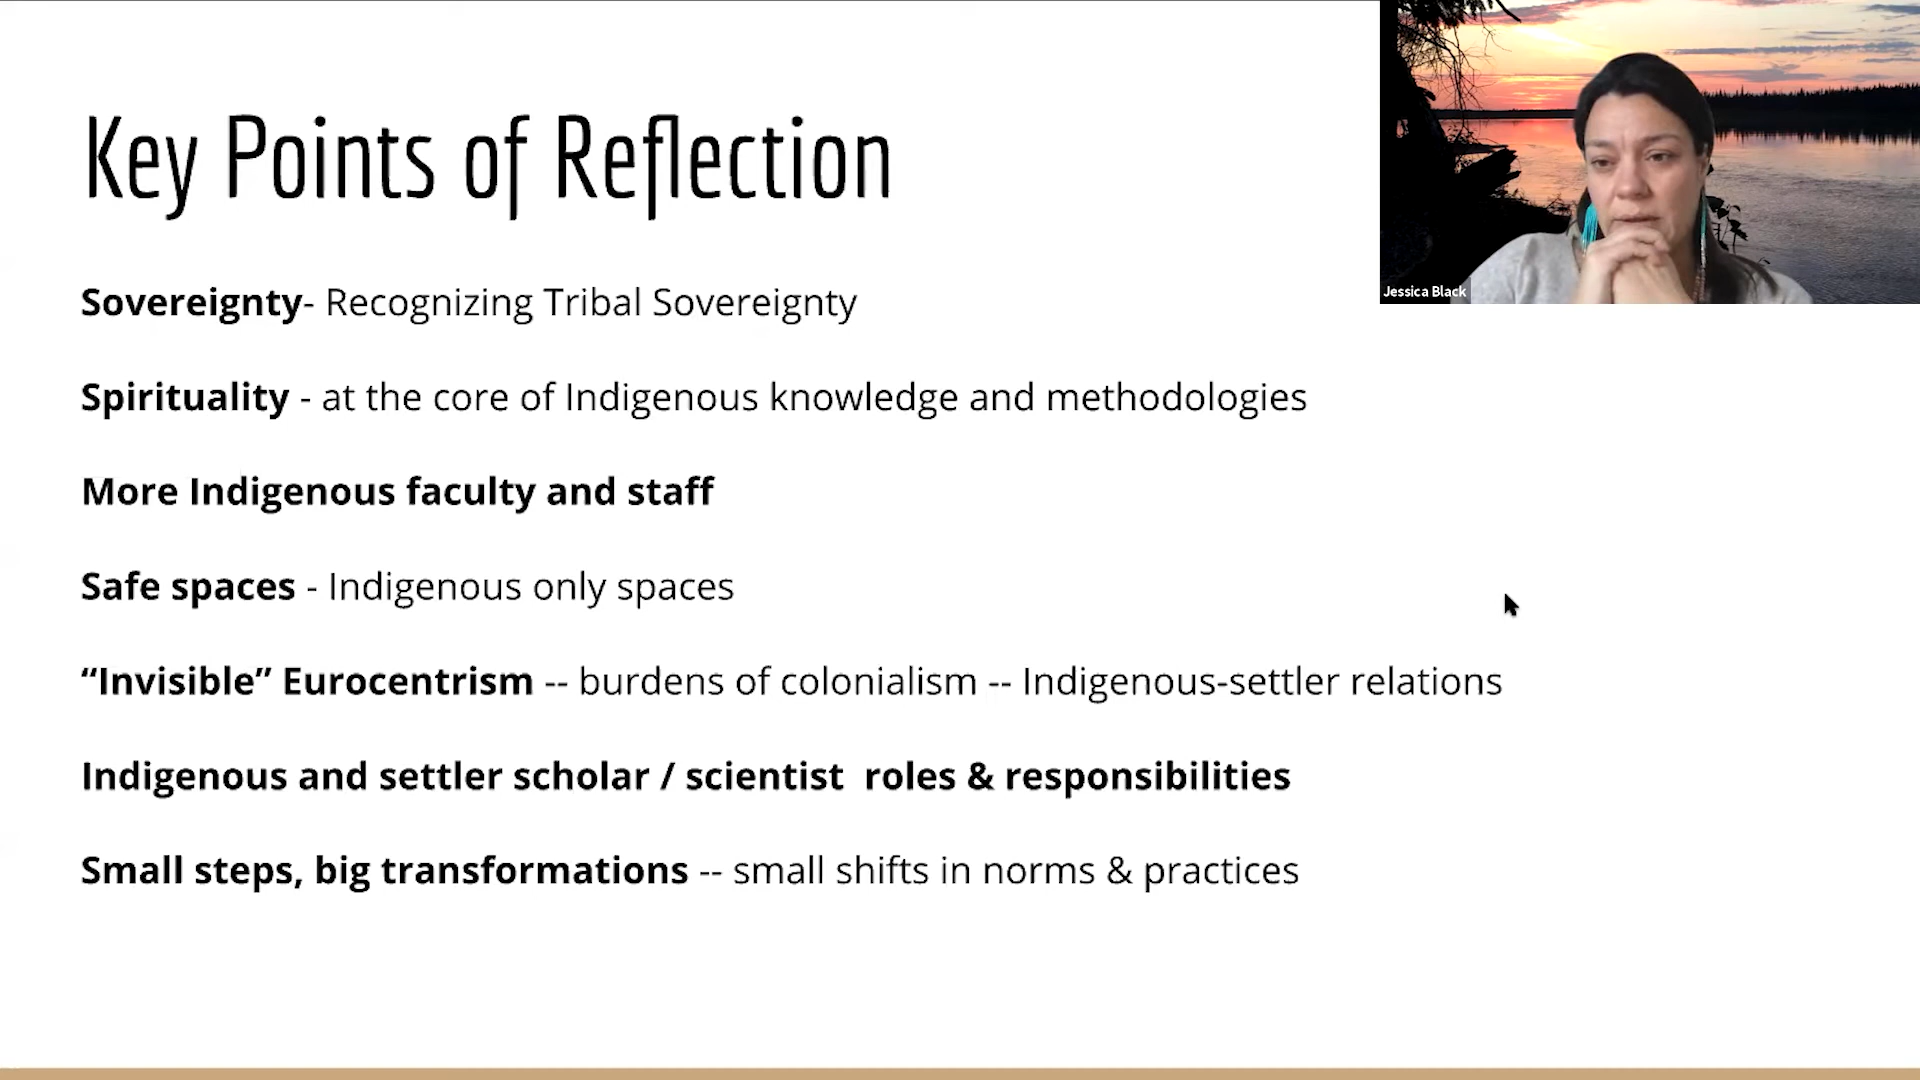 Key Points of Reflection
Jessica Black
Sovereignty- Recognizing Tribal Sovereignty
Spirituality - at the core of Indigenous knowledge and methodologies
More Indigenous faculty and staff
Safe spaces - Indigenous only spaces
“Invisible” Eurocentrism -- burdens of colonialism -- Indigenous-settler relations
Indigenous and settler scholar / scientist  roles & responsibilities
Small steps, big transformations -- small shifts in norms & practices